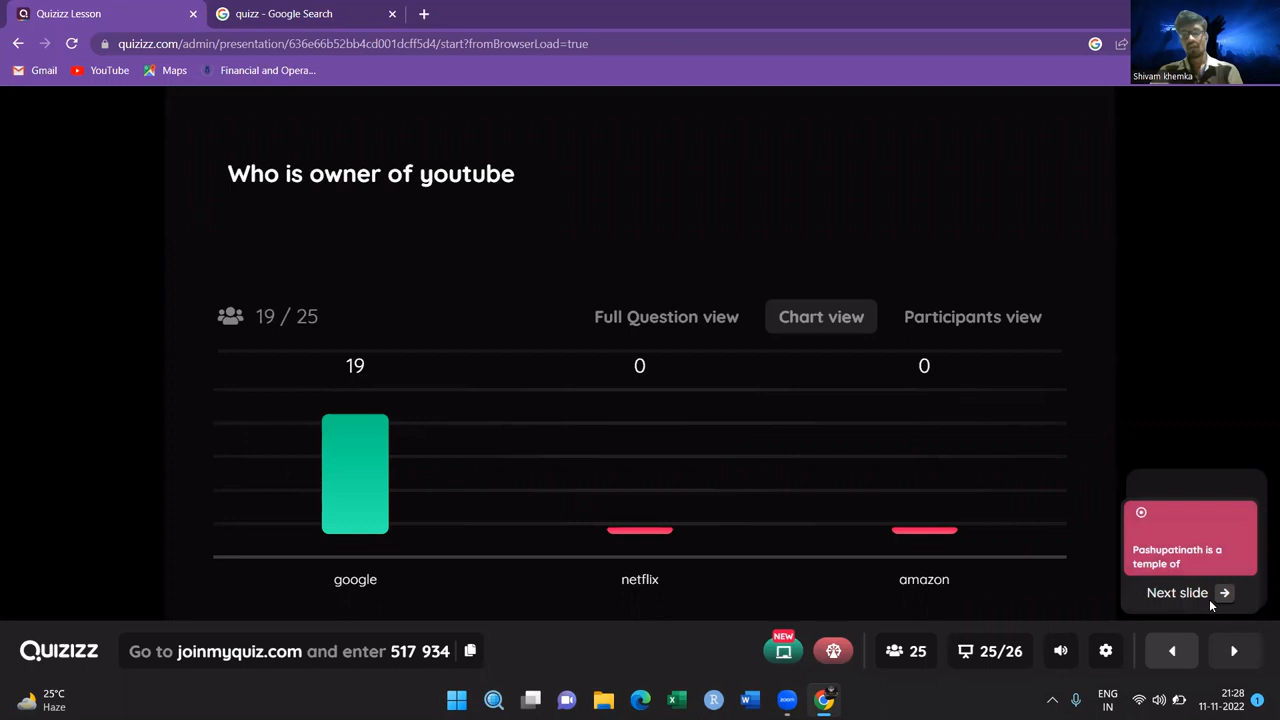 Quizizz Lesson
quizz - Google Search
quizizz.com/admin/presentation/636e66b52bb4cd001dcff5d4/start?fromBrowserLoad=true
Gmail YouTube Maps Financial and Opera...
Shivam khemka
Who is owner of youtube
19 / 25 Full Question view Chart view Participants view
19 0 0
google netflix amazon
Pashupatinath is a
temple of
Next slide
NEW
Quizizz Go to joinmyquiz.com and enter 517 934 25 25/26
25°C
Haze
zoom
ENG
IN
21:28
11-11-2022
1